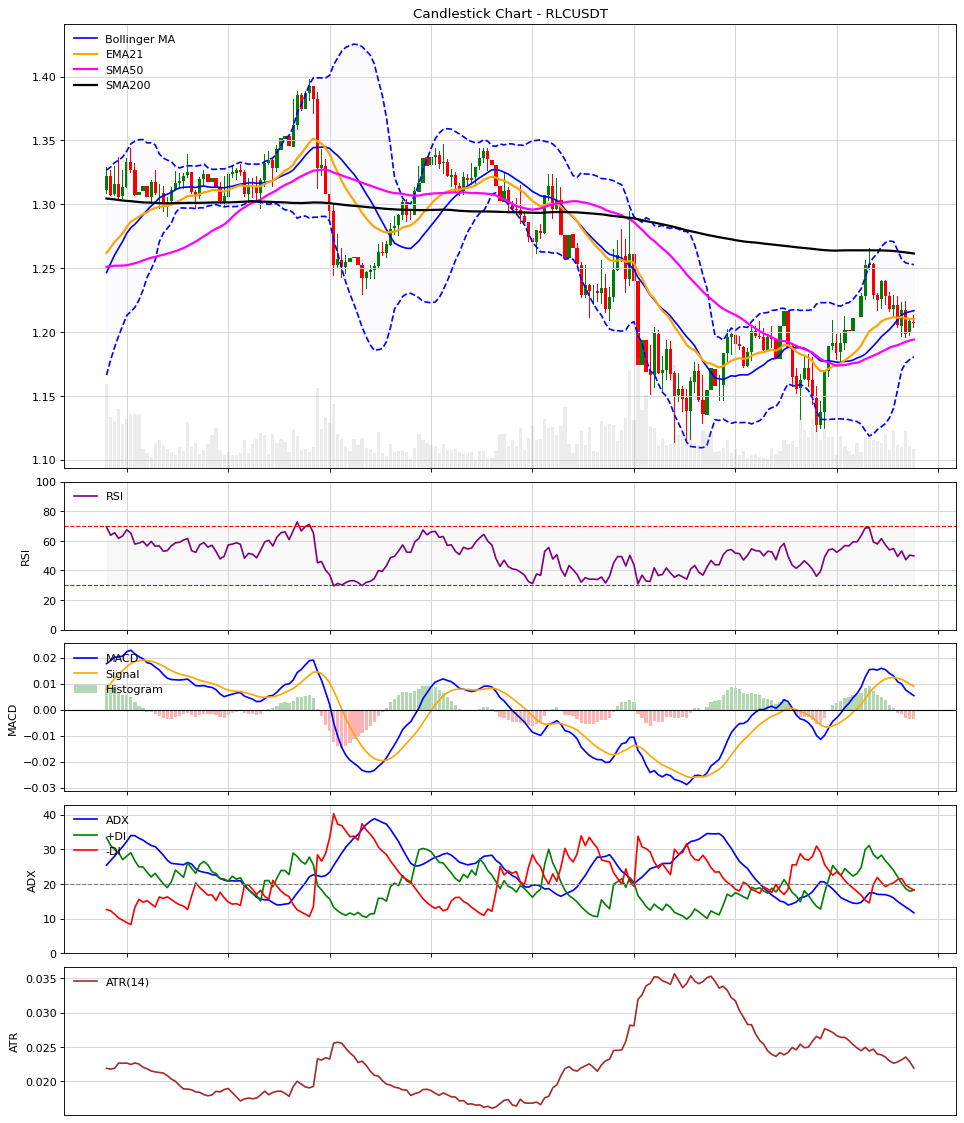 Candlestick Chart - RLCUSDT
Bollinger MA
EMA21
SMA50
SMA200
1.40
1.35
1.30
1.25
1.20
1.15
1.10
RSI
RSI
100
80
60
40
20
0
MACD
MACD
Signal
Histogram
0.02
0.01
0.00
−0.01
−0.02
−0.03
ADX
ADX
+DI
-DI
40
30
20
10
0
ATR
ATR(14)
0.035
0.030
0.025
0.020